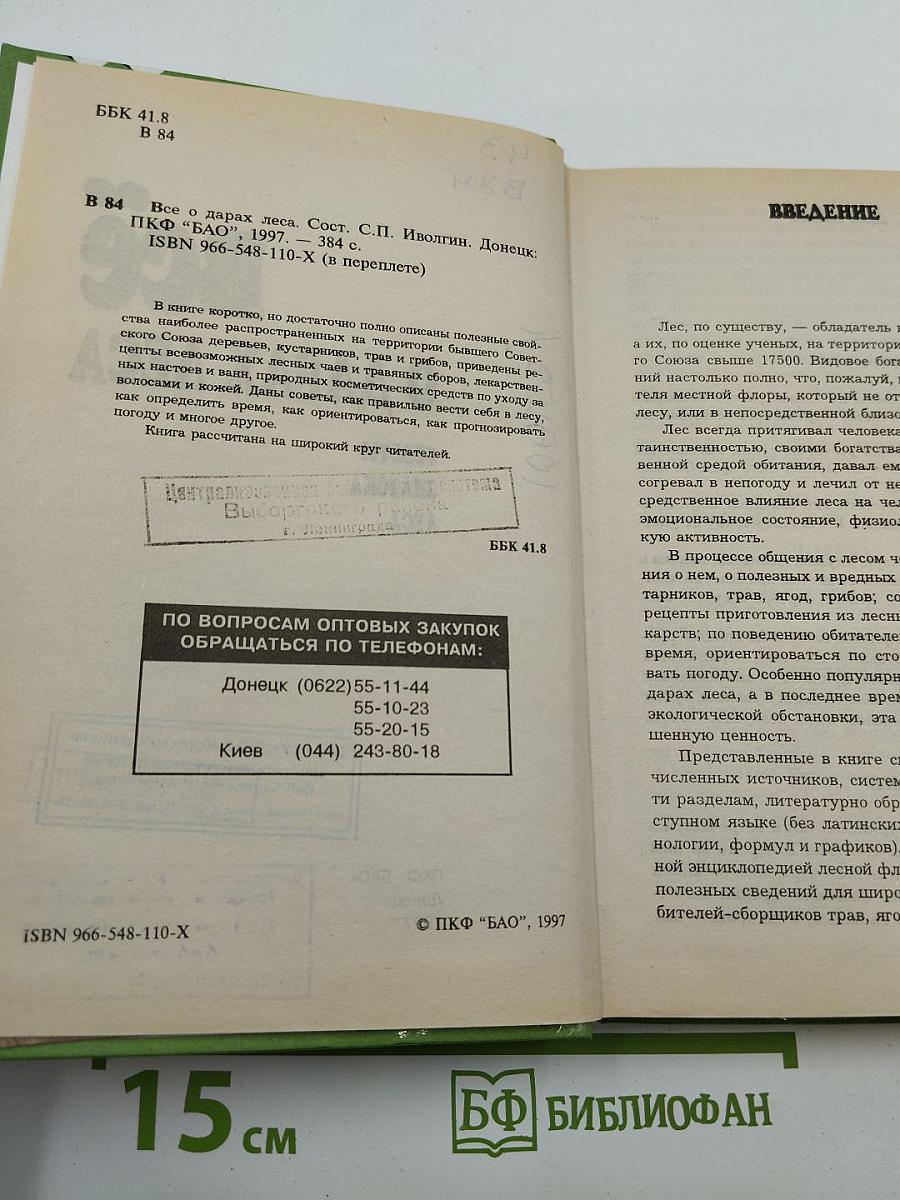 ББК 41.8
В 84
В 84 Все о дарах леса. Сост. С.П. Иволгин. Донецк:
ПКФ “БАО”, 1997. — 384 с.
ISBN 966-548-110-X (в переплете)
В книге коротко, но достаточно полно описаны полезные свой-
ства наиболее распространенных на территории бывшего Совет-
ского Союза деревьев, кустарников, трав и грибов, приведены ре-
цепты всевозможных лесных чаев и травяных сборов, лекарствен-
ных настоев и ванн, природных косметических средств по уходу за
волосами и кожей. Даны советы, как правильно вести себя в лесу,
как определить время, как ориентироваться, как прогнозировать
погоду и многое другое.
Книга рассчитана на широкий круг читателей.
Выборгского района
г. Ленинграда
ББК 41.8
ПО ВОПРОСАМ ОПТОВЫХ ЗАКУПОК
ОБРАЩАТЬСЯ ПО ТЕЛЕФОНАМ:
Донецк (0622) 55-11-44
55-10-23
55-20-15
Киев (044) 243-80-18
ISBN 966-548-110-X
© ПКФ “БАО”, 1997
ВВЕДЕНИЕ
Лес, по существу, — обладатель
а их, по оценке ученых, на территори
го Союза свыше 17500. Видовое бога
ний настолько полно, что, пожалуй,
теля местной флоры, который не от
лесу, или в непосредственной близо
Лес всегда притягивал человека
таинственностью, своими богатства
венной средой обитания, давал ем
согревал в непогоду и лечил от не
средственное влияние леса на чел
эмоциональное состояние, физиол
кую активность.
В процессе общения с лесом че
ния о нем, о полезных и вредных
тарников, трав, ягод, грибов; со
рецепты приготовления из лесн
карств; по поведению обитателе
время, ориентироваться по сто
вать погоду. Особенно популярн
дарах леса, а в последнее врем
экологической обстановки, эта
шенную ценность.
Представленные в книге с
численных источников, систем
ти разделам, литературно обр
ступном языке (без латинских
нологии, формул и графиков).
ной энциклопедией лесной фл
полезных сведений для широ
бителей-сборщиков трав, яго
15 см
БФ БИБЛИОФАН